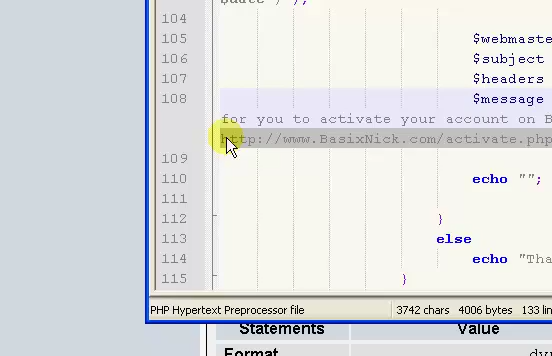 104
105 $webmaste
106 $subject
107 $headers
108 $message
for you to activate your account on B
http://www.BasixNick.com/activate.php
109
110 echo "";
111
112 }
113 else
114 echo "Tha
115 }
PHP Hypertext Preprocessor file 3742 chars 4006 bytes 133 lin
Statements Value
Format